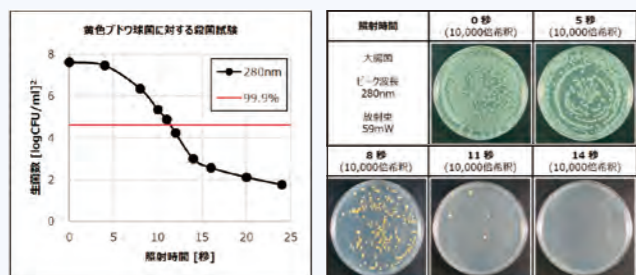 黄色ブドウ球菌に対する殺菌試験
生菌数 [logCFU/ml]²
10
8
6
4
2
0
280nm
99.9%
0 5 10 15 20 25
照射時間 [秒]
照射時間
0 秒
(10,000倍希釈)
5 秒
(10,000倍希釈)
大腸菌
ピーク波長
280nm
放射束
59mW
8 秒
(10,000倍希釈)
11 秒
(10,000倍希釈)
14 秒
(10,000倍希釈)